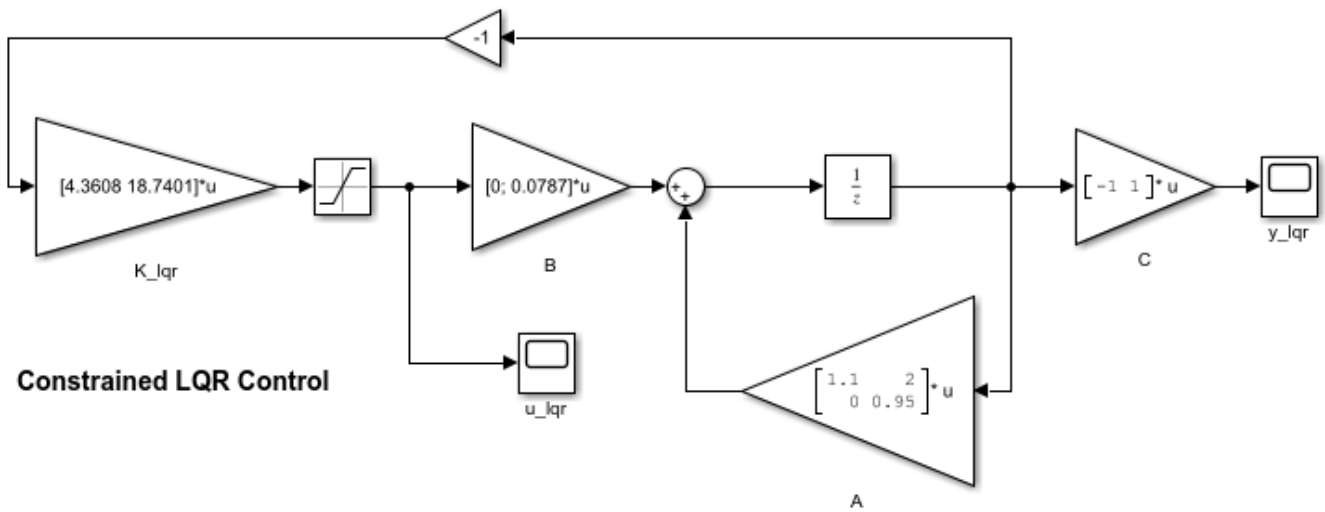 -1
[4.3608 18.7401]*u
K_lqr
[0; 0.0787]*u
B
+
+
1
z
[ -1 1 ]* u
C
y_lqr
Constrained LQR Control
u_lqr
[ 1.1 2
0 0.95 ]* u
A